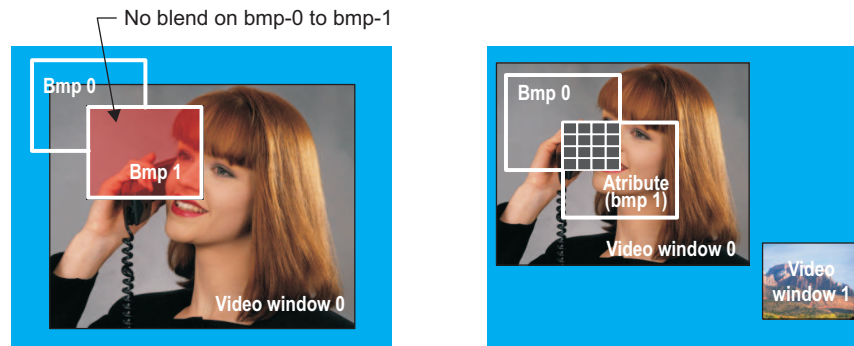 No blend on bmp-0 to bmp-1
Bmp 0
Bmp 1
Video window 0
Bmp 0
Atribute
(bmp 1)
Video window 0
Video
window 1